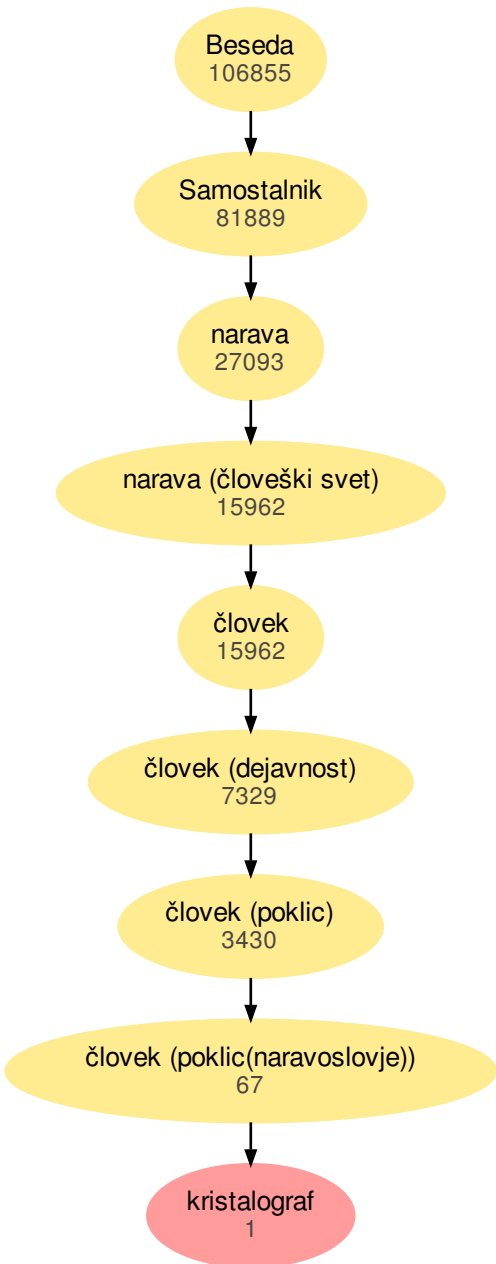 Beseda
106855
Samostalnik
81889
narava
27093
narava (človeški svet)
15962
človek
15962
človek (dejavnost)
7329
človek (poklic)
3430
človek (poklic(naravoslovje))
67
kristalograf
1